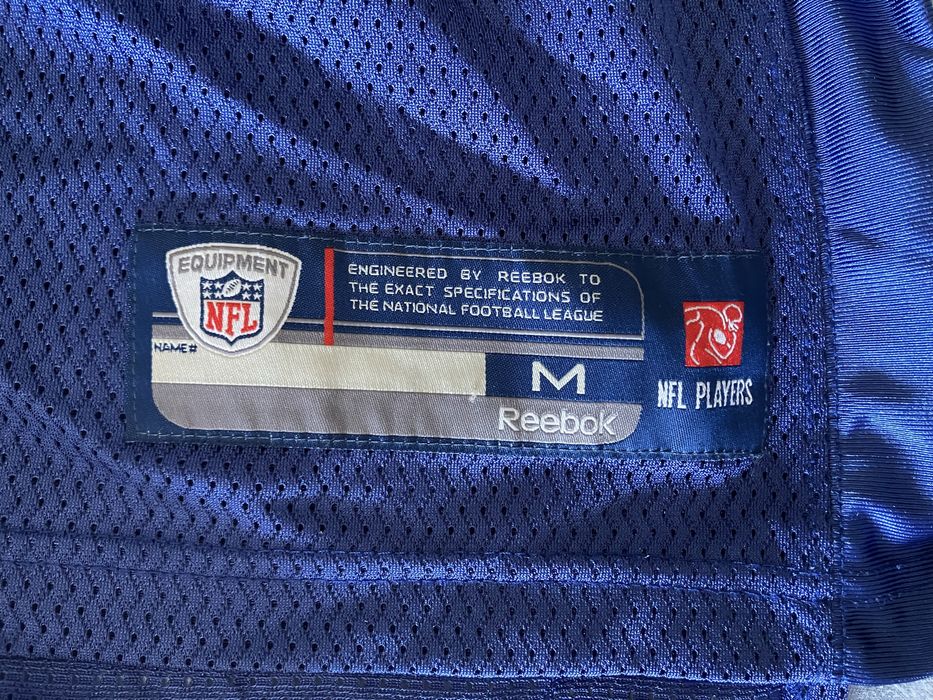 EQUIPMENT
NFL
ENGINEERED BY REEBOK TO
THE EXACT SPECIFICATIONS OF
THE NATIONAL FOOTBALL LEAGUE
NAME#
M
Reebok
NFL PLAYERS